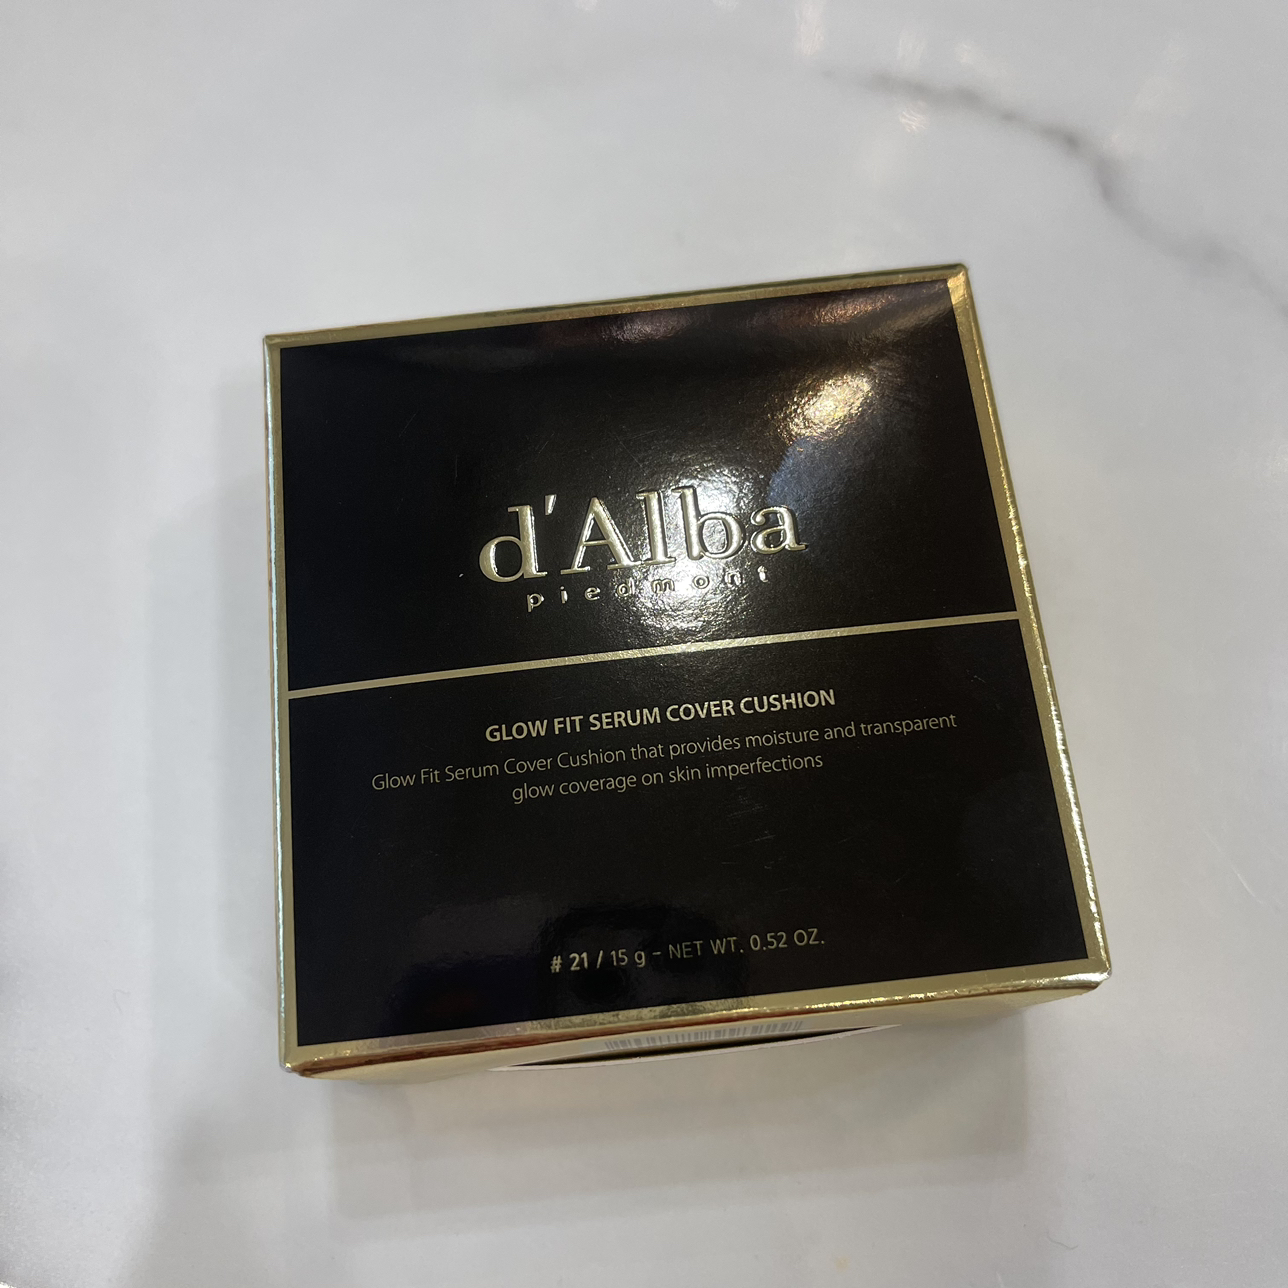 d'Alba
piedmont
GLOW FIT SERUM COVER CUSHION
Glow Fit Serum Cover Cushion that provides moisture and transparent
glow coverage on skin imperfections
# 21 / 15 g – NET WT. 0.52 OZ.